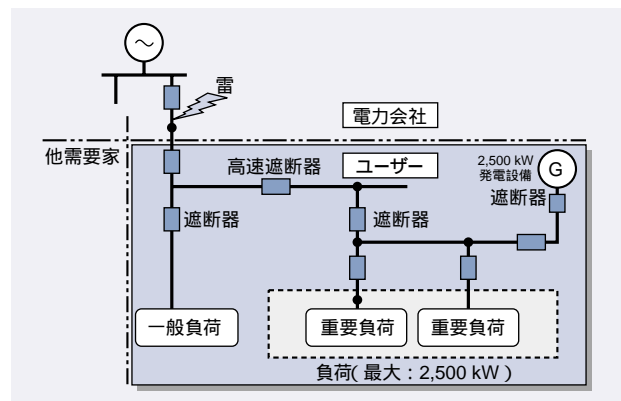 雷
電力会社
他需要家
高速遮断器
ユーザー
2,500 kW
発電設備
G
遮断器
遮断器
遮断器
一般負荷
重要負荷
重要負荷
負荷(最大：2,500 kW)